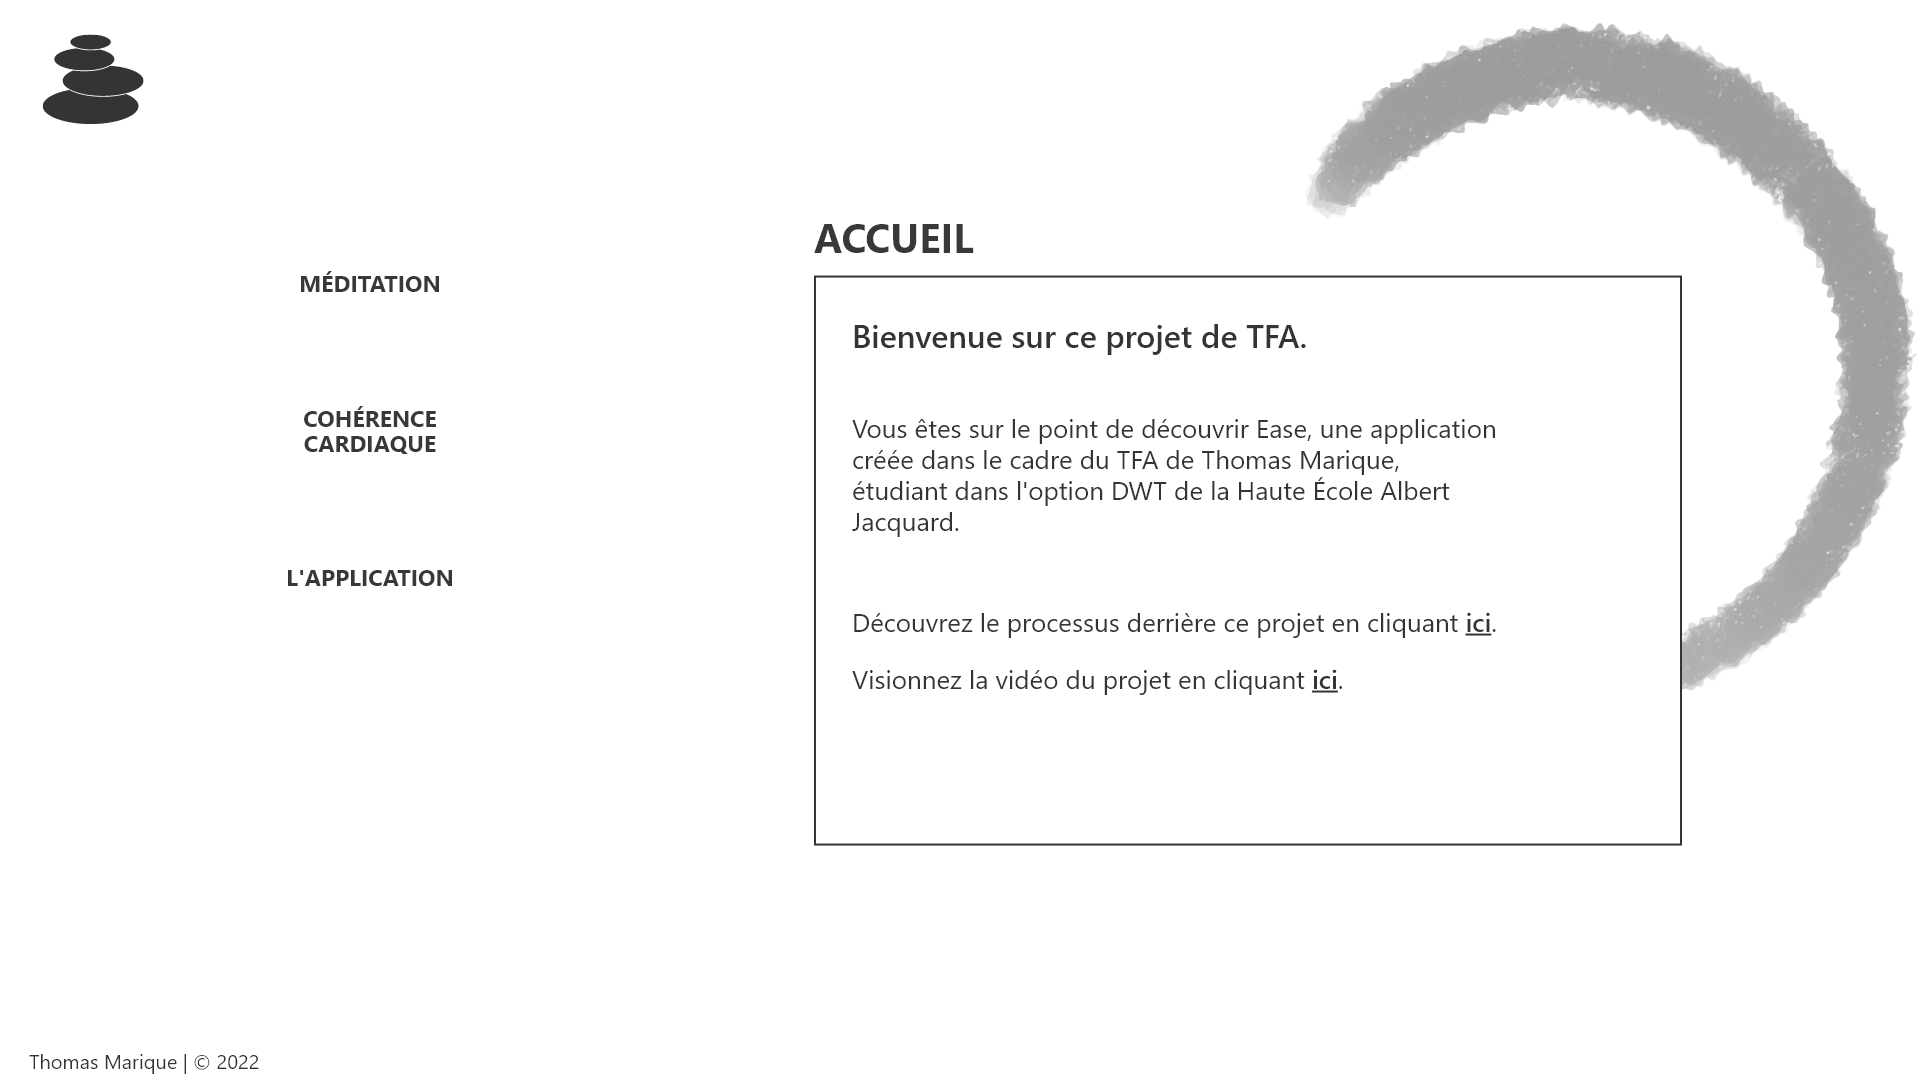 MÉDITATION
COHÉRENCE
CARDIAQUE
L'APPLICATION
ACCUEIL
Bienvenue sur ce projet de TFA.
Vous êtes sur le point de découvrir Ease, une application
créée dans le cadre du TFA de Thomas Marique,
étudiant dans l'option DWT de la Haute École Albert
Jacquard.
Découvrez le processus derrière ce projet en cliquant ici.
Visionnez la vidéo du projet en cliquant ici.
Thomas Marique | © 2022